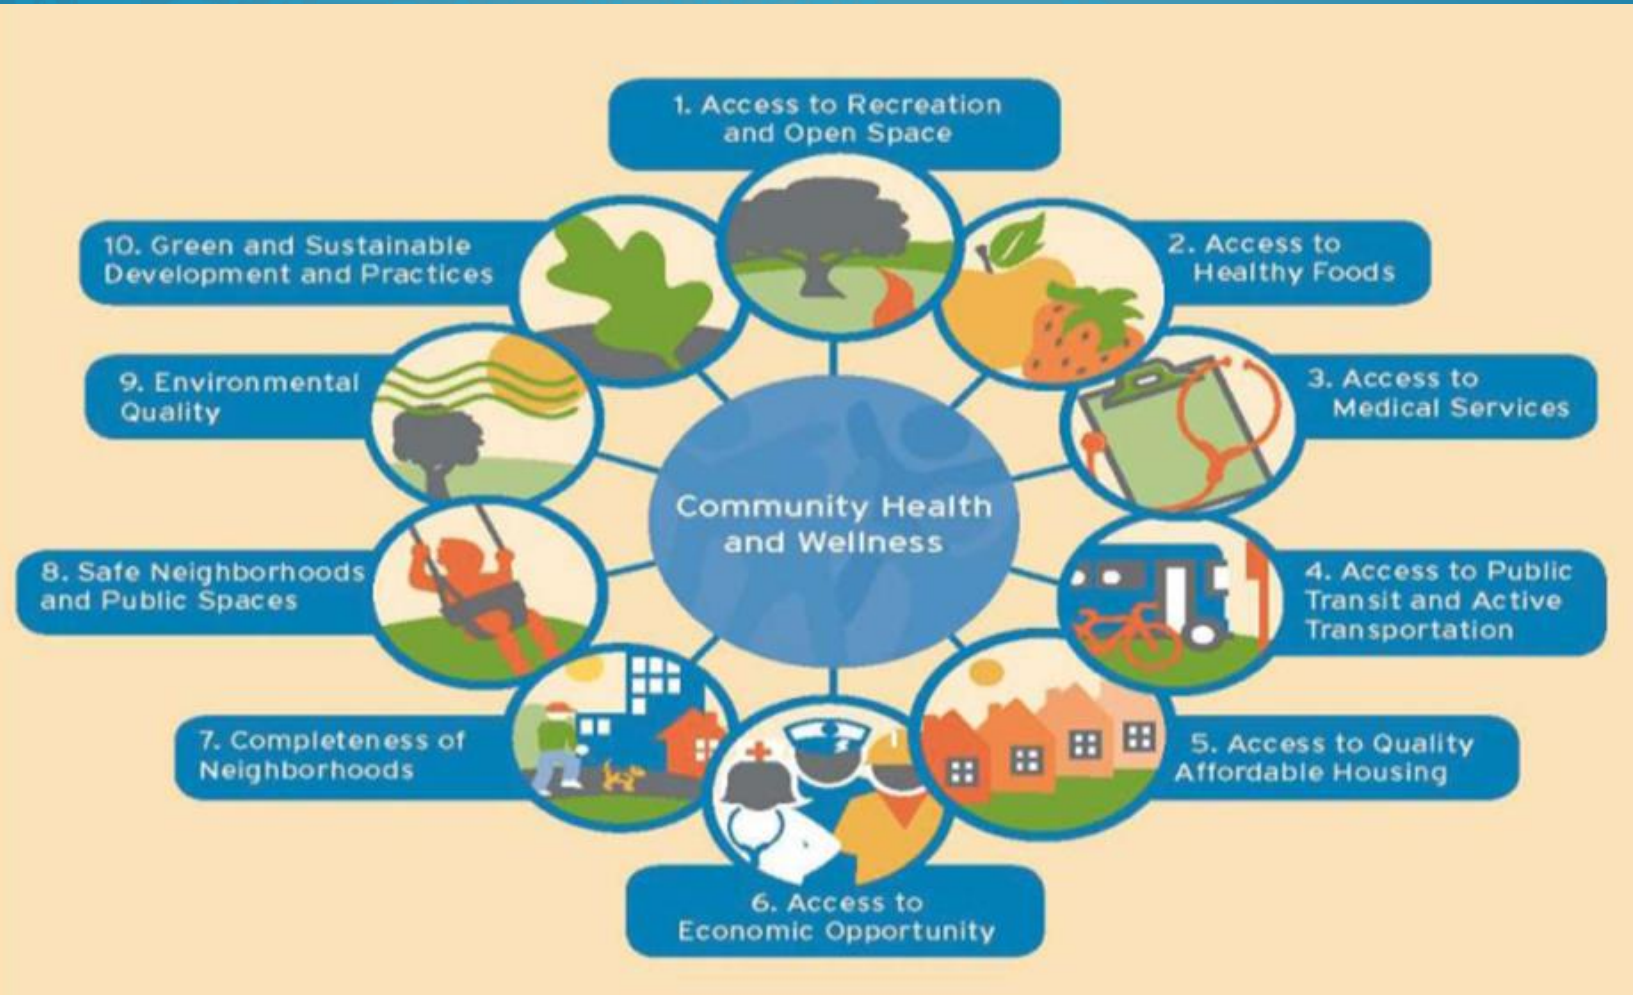 1. Access to Recreation
and Open Space
2. Access to
Healthy Foods
3. Access to
Medical Services
4. Access to Public
Transit and Active
Transportation
5. Access to Quality
Affordable Housing
6. Access to
Economic Opportunity
7. Completeness of
Neighborhoods
8. Safe Neighborhoods
and Public Spaces
9. Environmental
Quality
10. Green and Sustainable
Development and Practices
Community Health
and Wellness